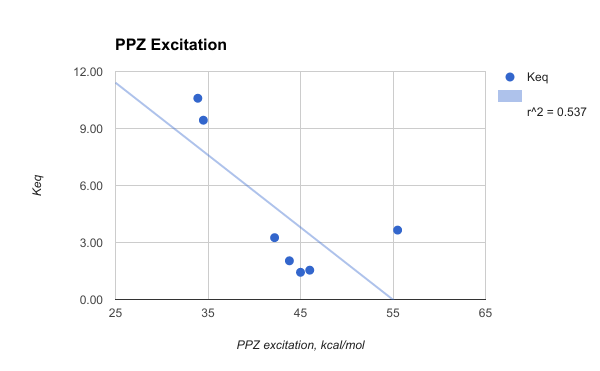 PPZ Excitation
12.00
9.00
6.00
3.00
0.00
Keq
25
35
45
55
65
PPZ excitation, kcal/mol
Keq
r^2 = 0.537